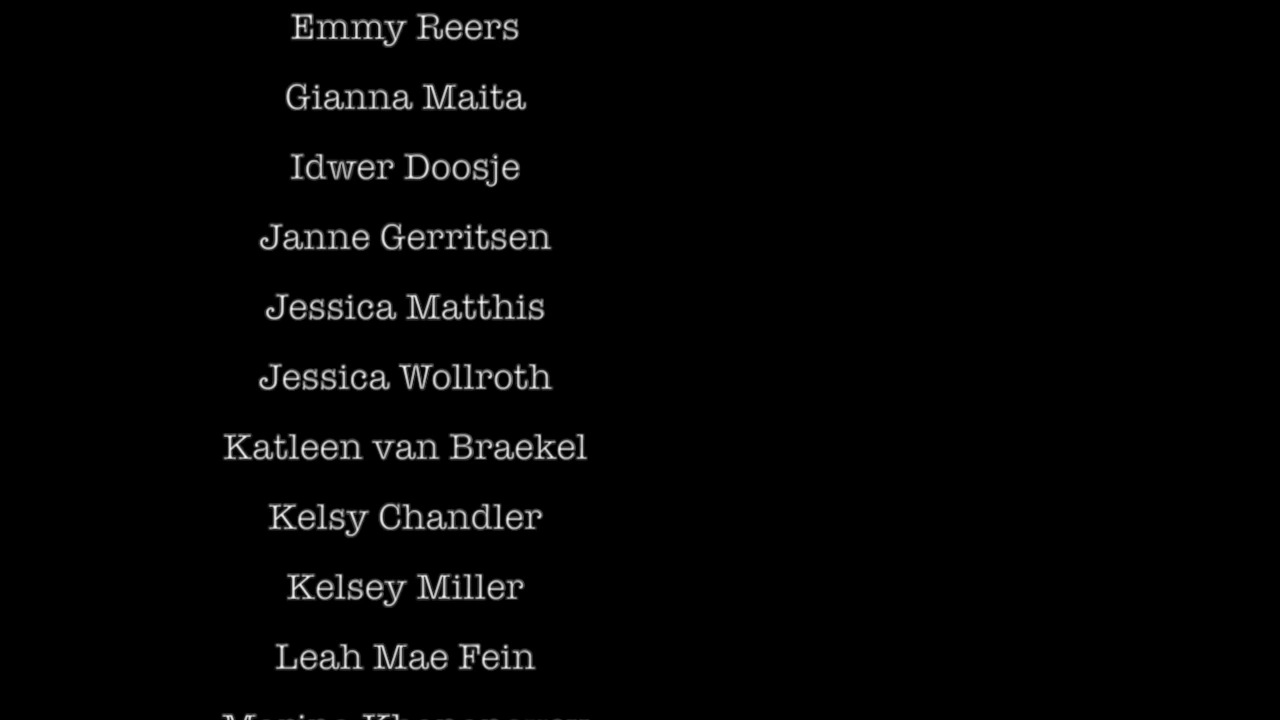 Emmy Reers
Gianna Maita
Idwer Doosje
Janne Gerritsen
Jessica Matthis
Jessica Wollroth
Katleen van Braekel
Kelsy Chandler
Kelsey Miller
Leah Mae Fein